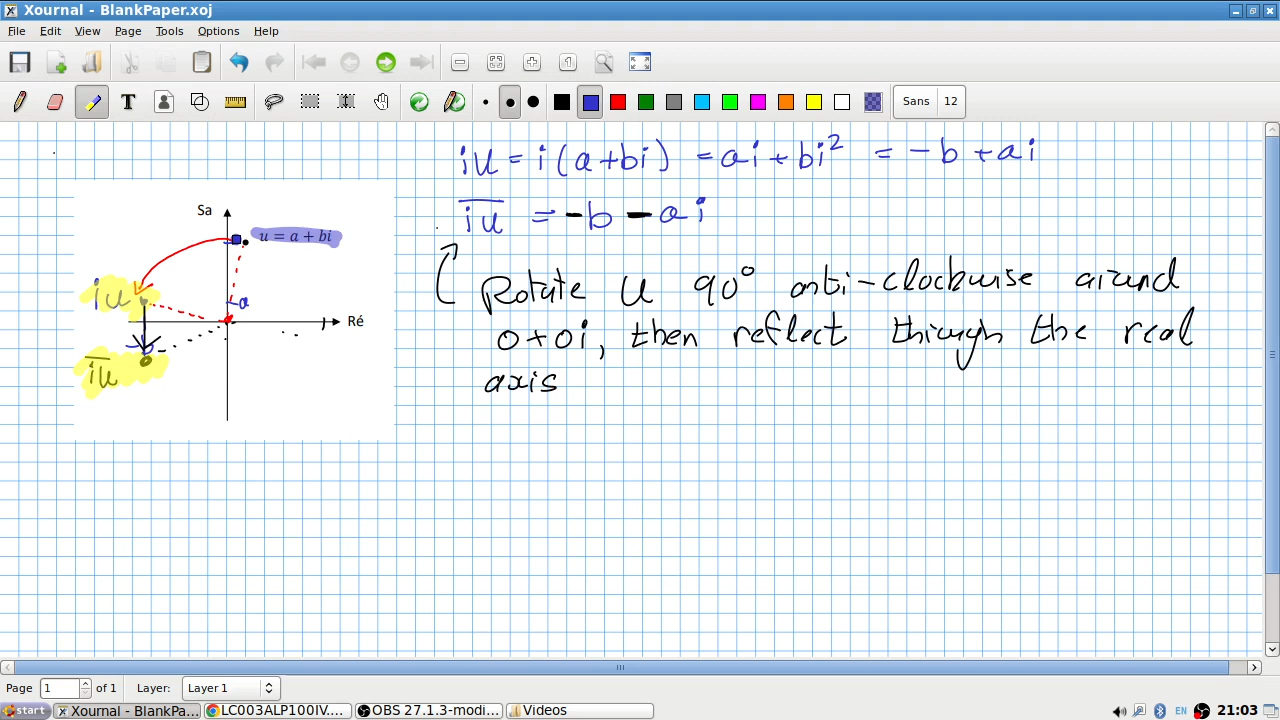 Xournal - BlankPaper.xoj
File Edit View Page Tools Options Help
Sans 12
iu = i(a+bi) = ai + bi² = -b + ai
i̅u̅ = -b - ai
Sa
u = a + bi
Rotate u 90° anti-clockwise around
iu
a
Ré
0+0i, then reflect through the real
-b
i̅u̅
axis
Page 1 of 1 Layer: Layer 1
start Xournal - BlankPa... LC003ALP100IV.... OBS 27.1.3-modi... Videos EN 21:03